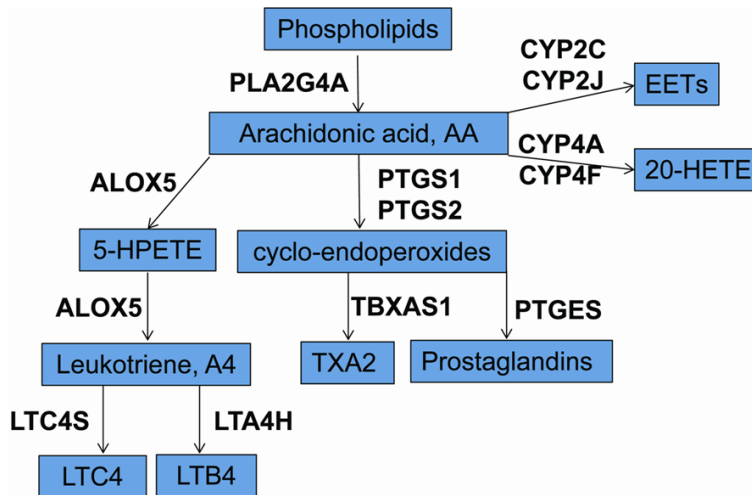 Phospholipids
CYP2C
CYP2J
PLA2G4A
EETs
Arachidonic acid, AA
CYP4A
CYP4F
20-HETE
ALOX5
PTGS1
PTGS2
5-HPETE
cyclo-endoperoxides
ALOX5
TBXAS1
PTGES
Leukotriene, A4
TXA2
Prostaglandins
LTC4S
LTA4H
LTC4
LTB4